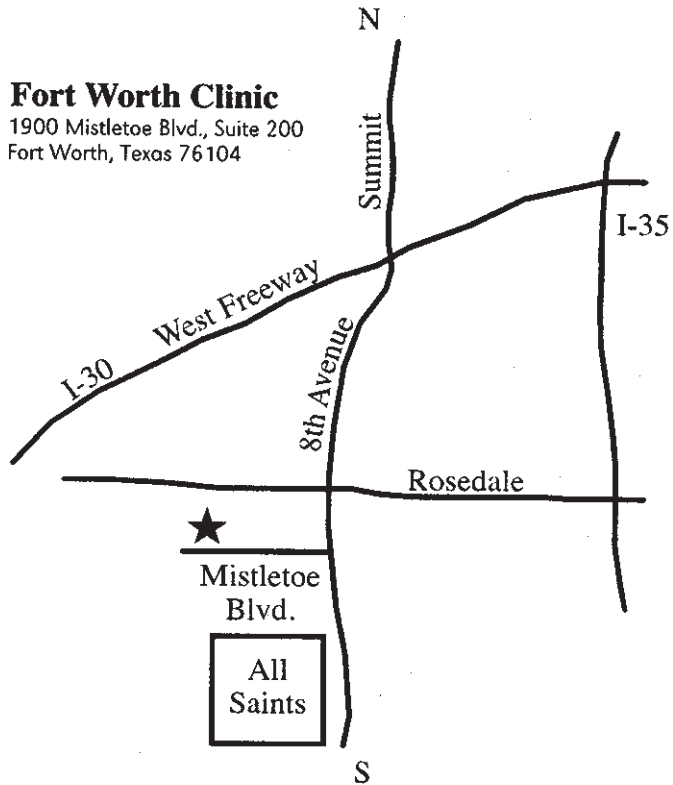 N
Fort Worth Clinic
1900 Mistletoe Blvd., Suite 200
Fort Worth, Texas 76104
Summit
I-35
West Freeway
I-30
8th Avenue
Rosedale
Mistletoe
Blvd.
All
Saints
S